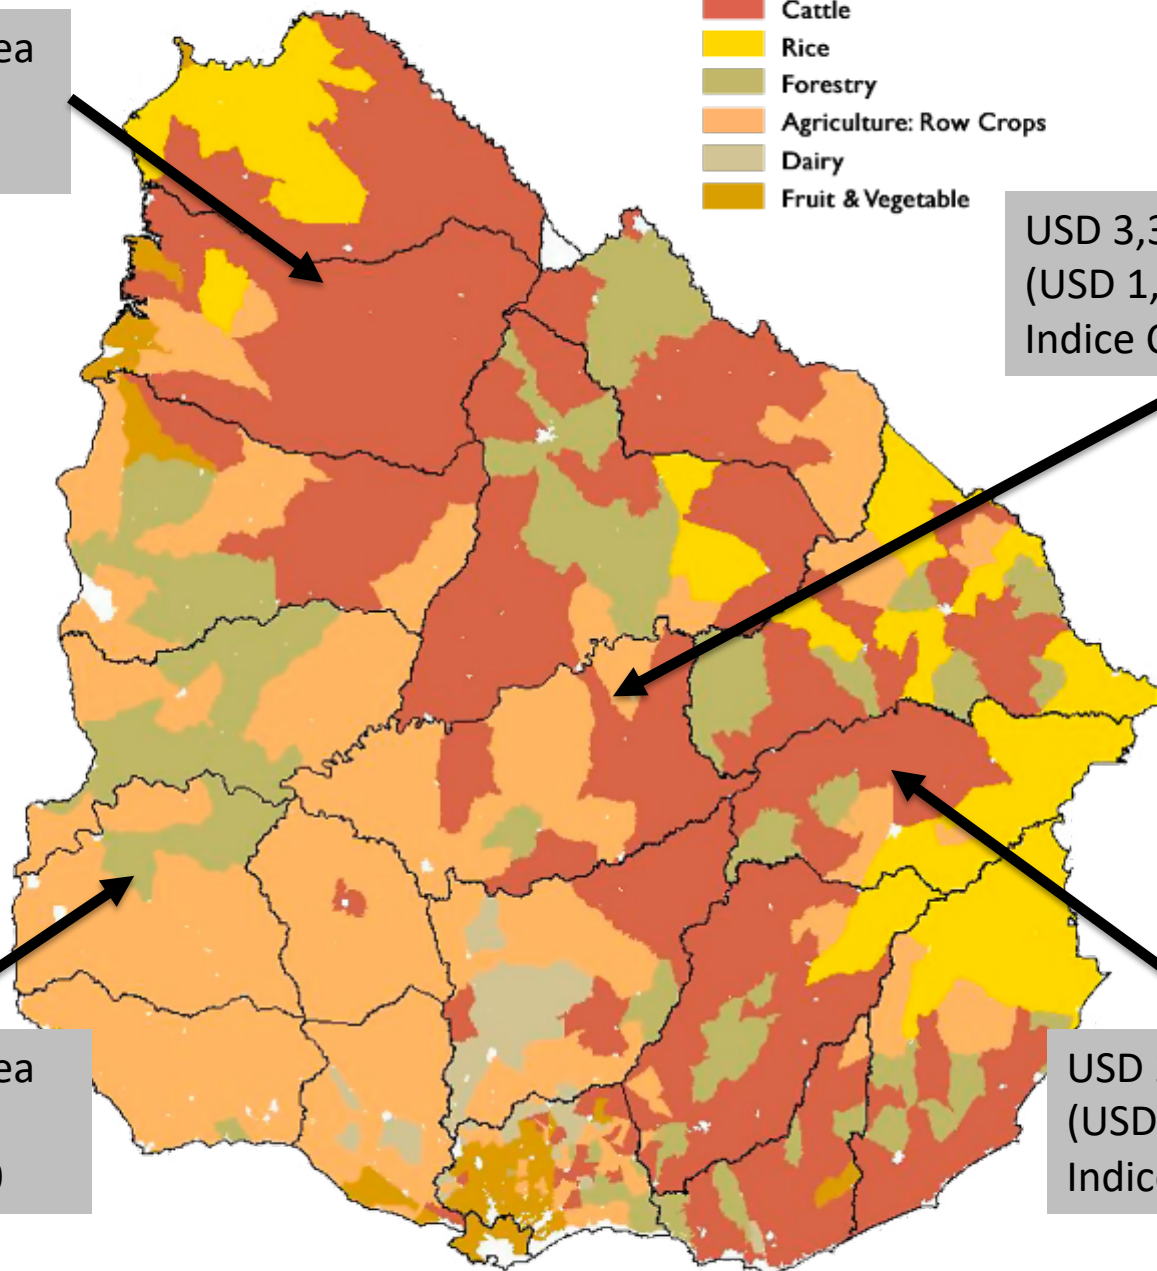 ea
Cattle
Rice
Forestry
Agriculture: Row Crops
Dairy
Fruit & Vegetable
USD 3,3
(USD 1,
Indice
ea
)
USD
(USD
Indice